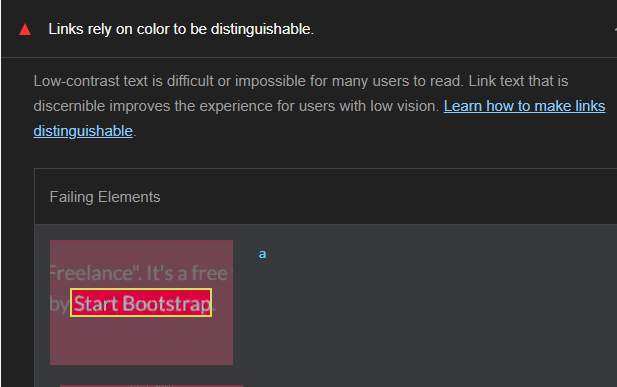 Links rely on color to be distinguishable.
Low-contrast text is difficult or impossible for many users to read. Link text that is
discernible improves the experience for users with low vision. Learn how to make links
distinguishable.
Failing Elements
Freelance". It's a free
a
by Start Bootstrap.